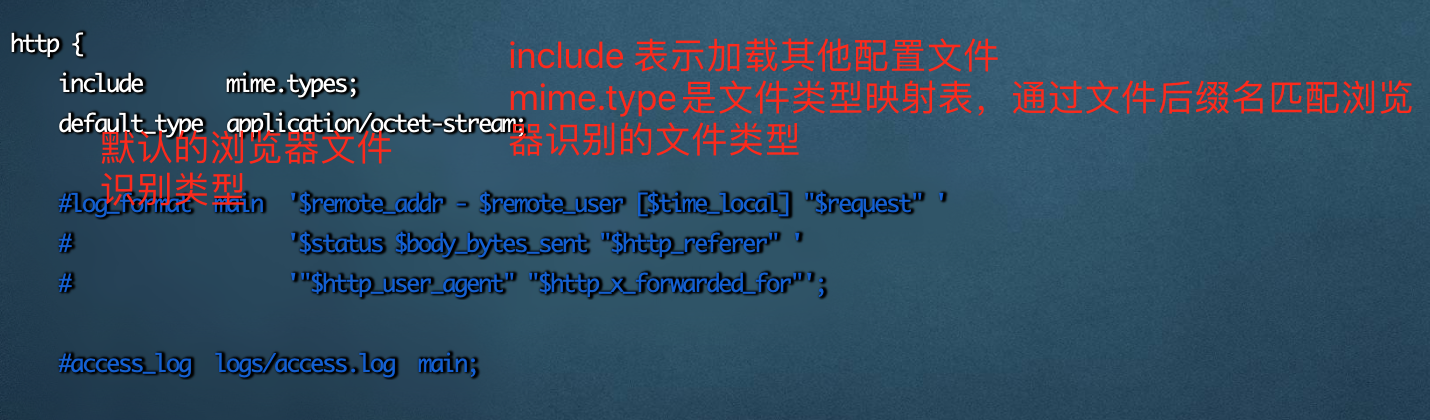 http {
include 表示加载其他配置文件
include mime.types;
mime.type是文件类型映射表，通过文件后缀名匹配浏览
default_type application/octet-stream;
器识别的文件类型
默认的浏览器文件
识别类型
#log_format main '$remote_addr - $remote_user [$time_local] "$request" '
# '$status $body_bytes_sent "$http_referer" '
# '"$http_user_agent" "$http_x_forwarded_for"';
#access_log logs/access.log main;